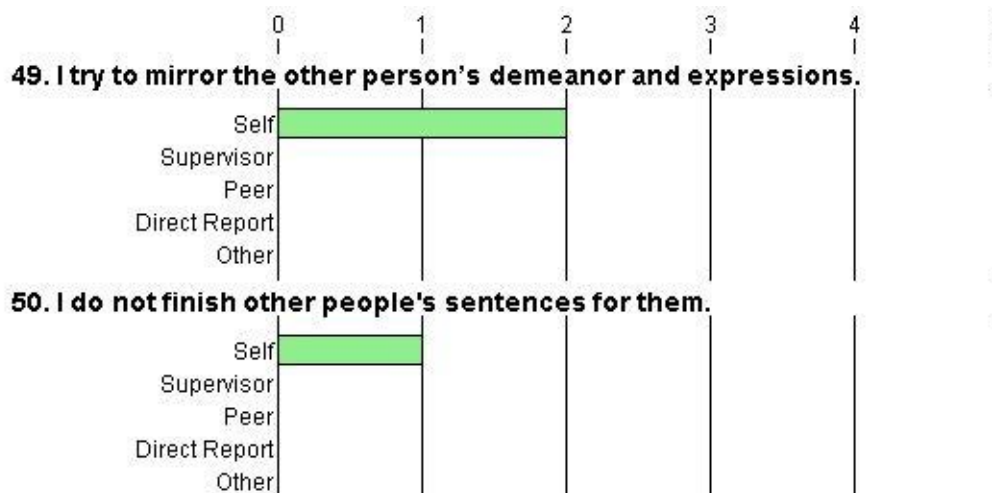 0 1 2 3 4
49. I try to mirror the other person’s demeanor and expressions.
Self
Supervisor
Peer
Direct Report
Other
50. I do not finish other people's sentences for them.
Self
Supervisor
Peer
Direct Report
Other